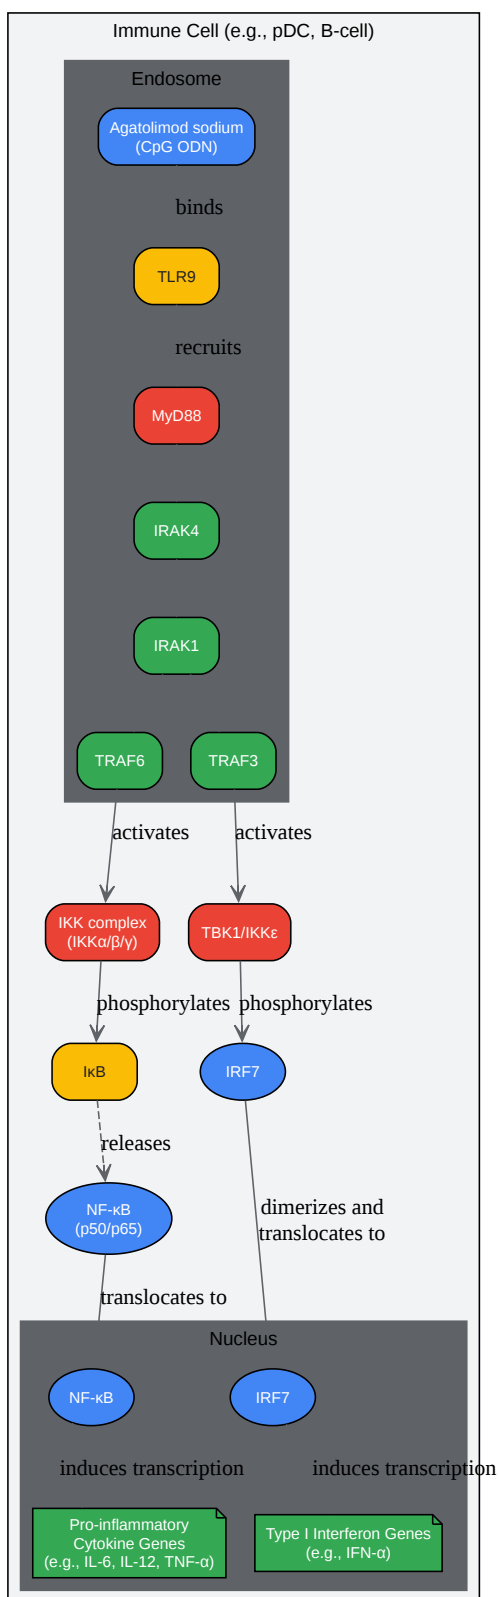 Immune Cell (e.g., pDC, B-cell)
Endosome
Agatolimod sodium
(CpG ODN)
binds
TLR9
recruits
MyD88
IRAK4
IRAK1
TRAF6
TRAF3
activates
activates
IKK complex
(IKKα/β/γ)
TBK1/IKKε
phosphorylates
phosphorylates
IκB
IRF7
releases
NF-κB
(p50/p65)
dimerizes and
translocates to
translocates to
Nucleus
NF-κB
IRF7
induces transcription
induces transcription
Pro-inflammatory
Cytokine Genes
(e.g., IL-6, IL-12, TNF-α)
Type I Interferon Genes
(e.g., IFN-α)